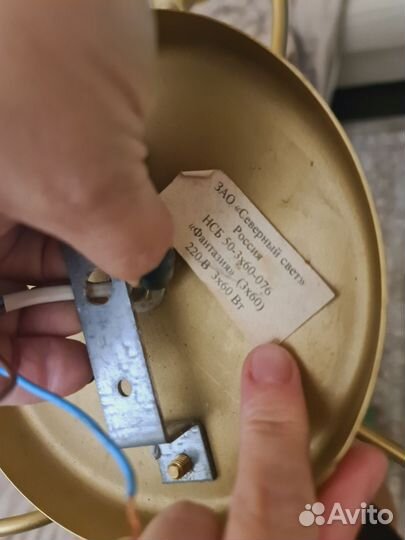 ЗАО «Северный свет»
Россия
НСБ 50-3х60-076
«Фантазия» (3х60)
220 В 3х60 Вт
Avito